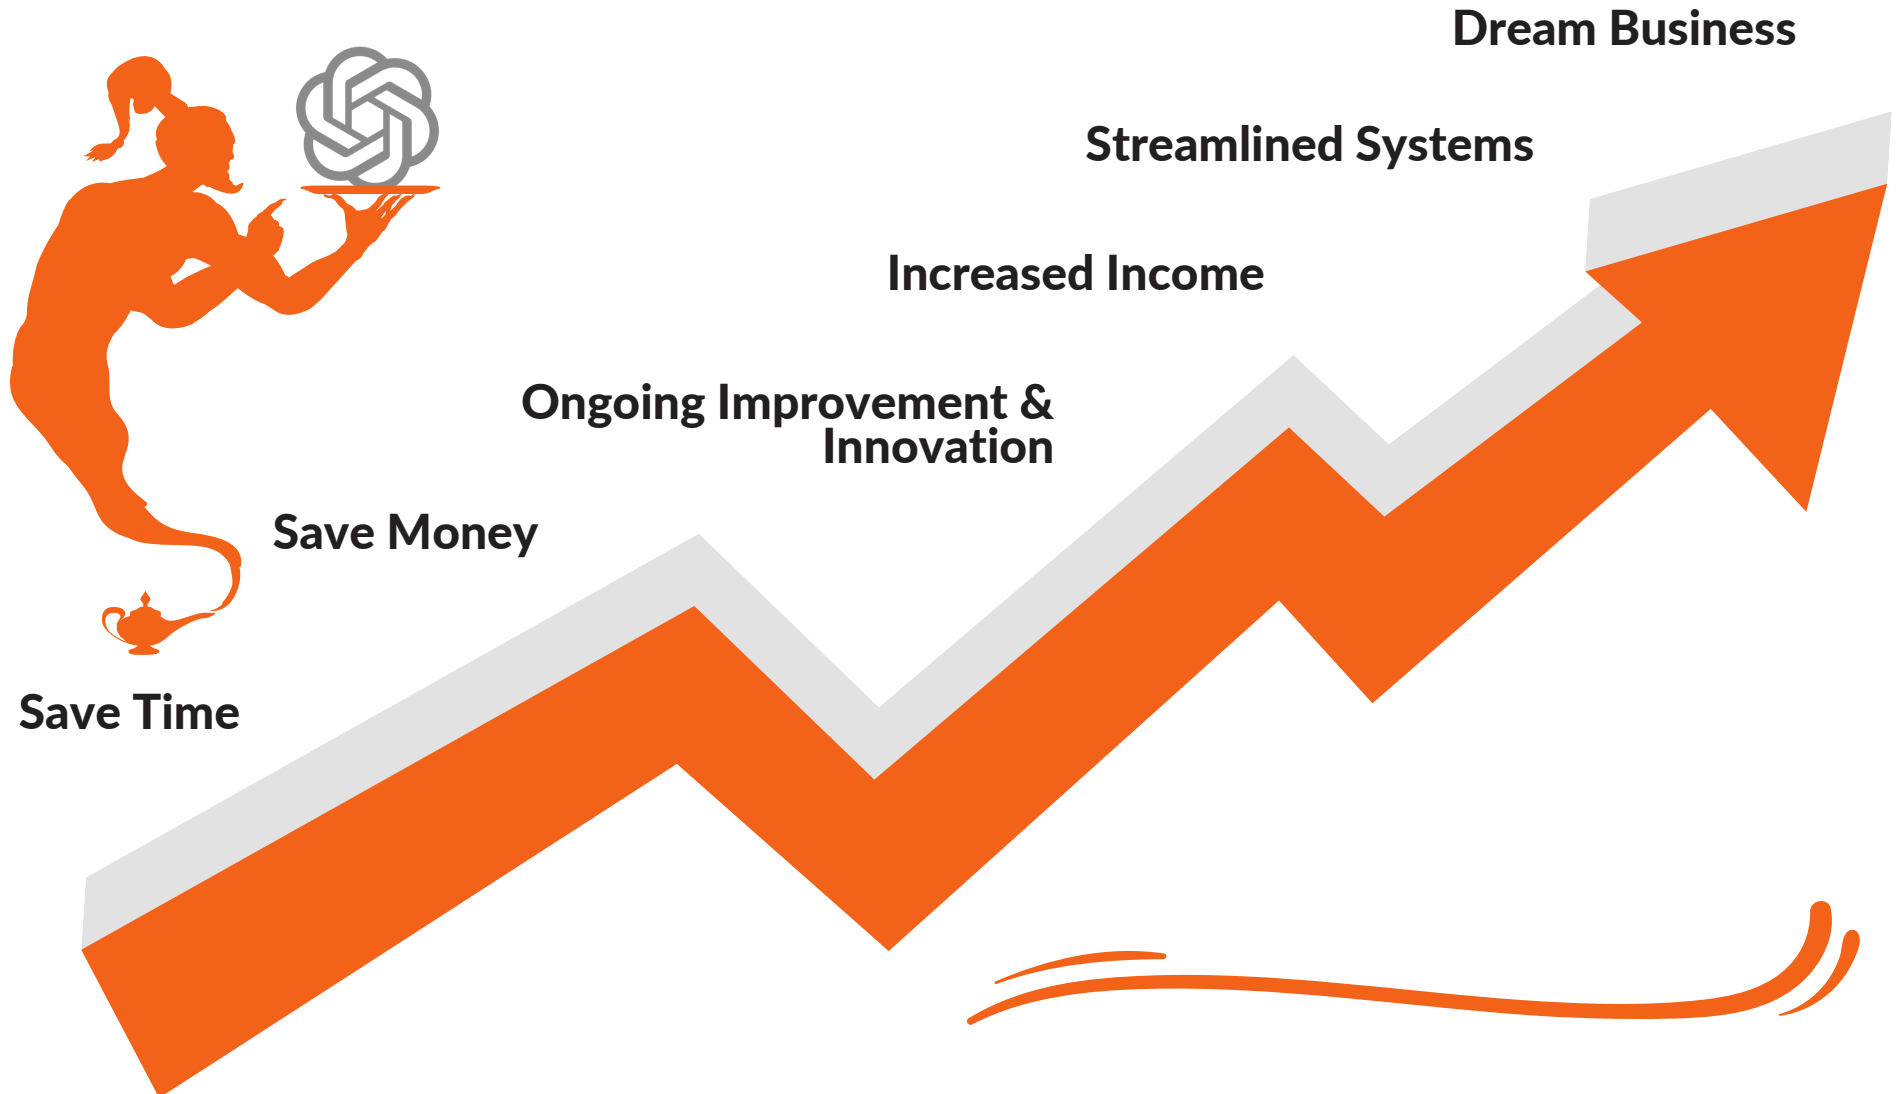 Dream Business
Streamlined Systems
Increased Income
Ongoing Improvement &
Innovation
Save Money
Save Time